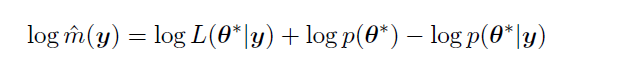 log m̂(y) = log L(θ*|y) + log p(θ*) − log p(θ*|y)